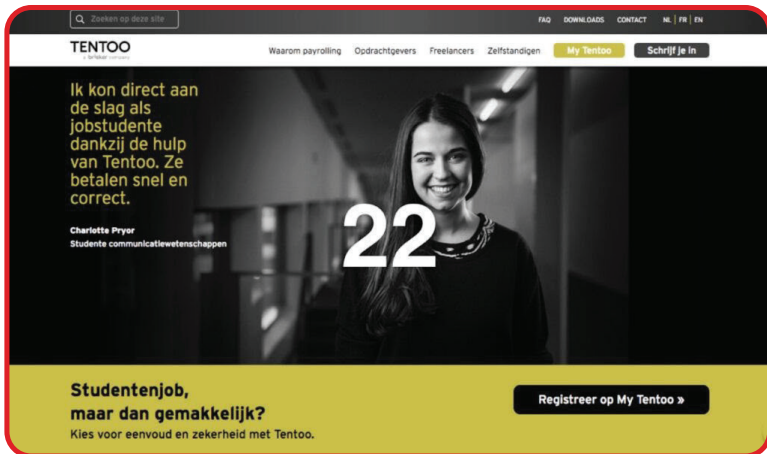 Zoeken op deze site
FAQ DOWNLOADS CONTACT NL | FR | EN
TENTOO
Waarom payrolling Opdrachtgevers Freelancers Zelfstandigen My Tentoo Schrijf je in
Ik kon direct aan
de slag als
jobstudente
dankzij de hulp
van Tentoo. Ze
betalen snel en
correct.
Charlotte Pryor
Studente communicatiewetenschappen
22
Studentenjob,
maar dan gemakkelijk?
Kies voor eenvoud en zekerheid met Tentoo.
Registreer op My Tentoo »